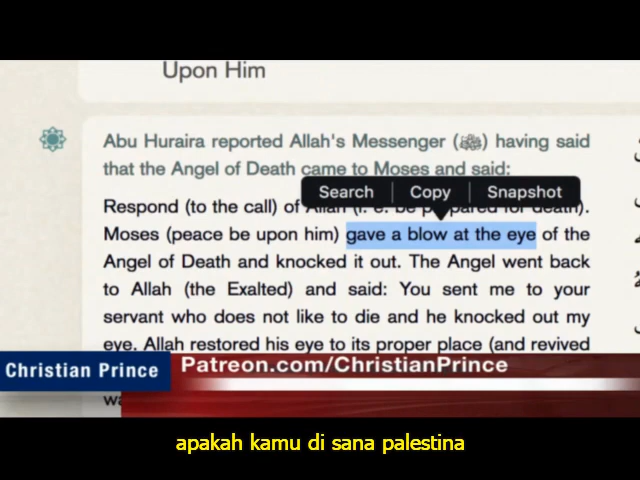 Upon Him
Abu Huraira reported Allah's Messenger (ﷺ) having said
that the Angel of Death came to Moses and said:
Search Copy Snapshot
Respond (to the call) of Allah (i. e. be prepared for death).
Moses (peace be upon him) gave a blow at the eye of the
Angel of Death and knocked it out. The Angel went back
to Allah (the Exalted) and said: You sent me to your
servant who does not like to die and he knocked out my
eye. Allah restored his eye to its proper place (and revived
Christian Prince
Patreon.com/ChristianPrince
apakah kamu di sana palestina